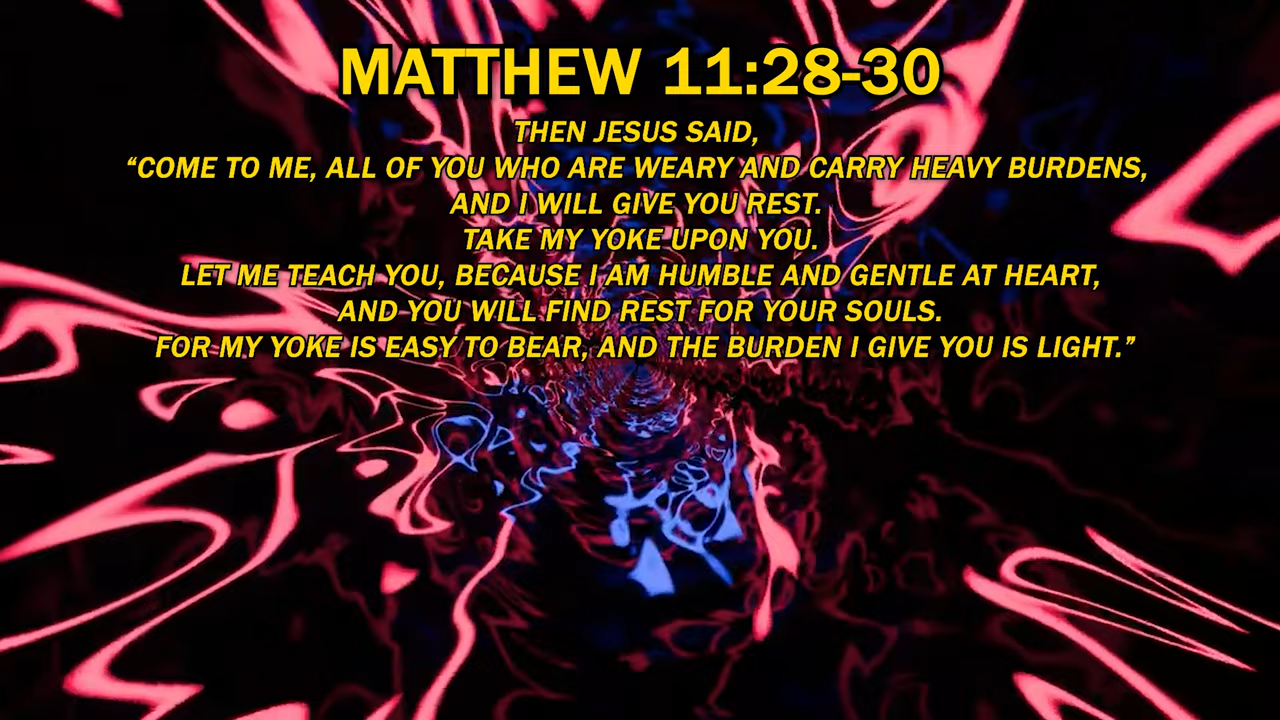 MATTHEW 11:28-30
THEN JESUS SAID,
“COME TO ME, ALL OF YOU WHO ARE WEARY AND CARRY HEAVY BURDENS,
AND I WILL GIVE YOU REST.
TAKE MY YOKE UPON YOU.
LET ME TEACH YOU, BECAUSE I AM HUMBLE AND GENTLE AT HEART,
AND YOU WILL FIND REST FOR YOUR SOULS.
FOR MY YOKE IS EASY TO BEAR, AND THE BURDEN I GIVE YOU IS LIGHT.”